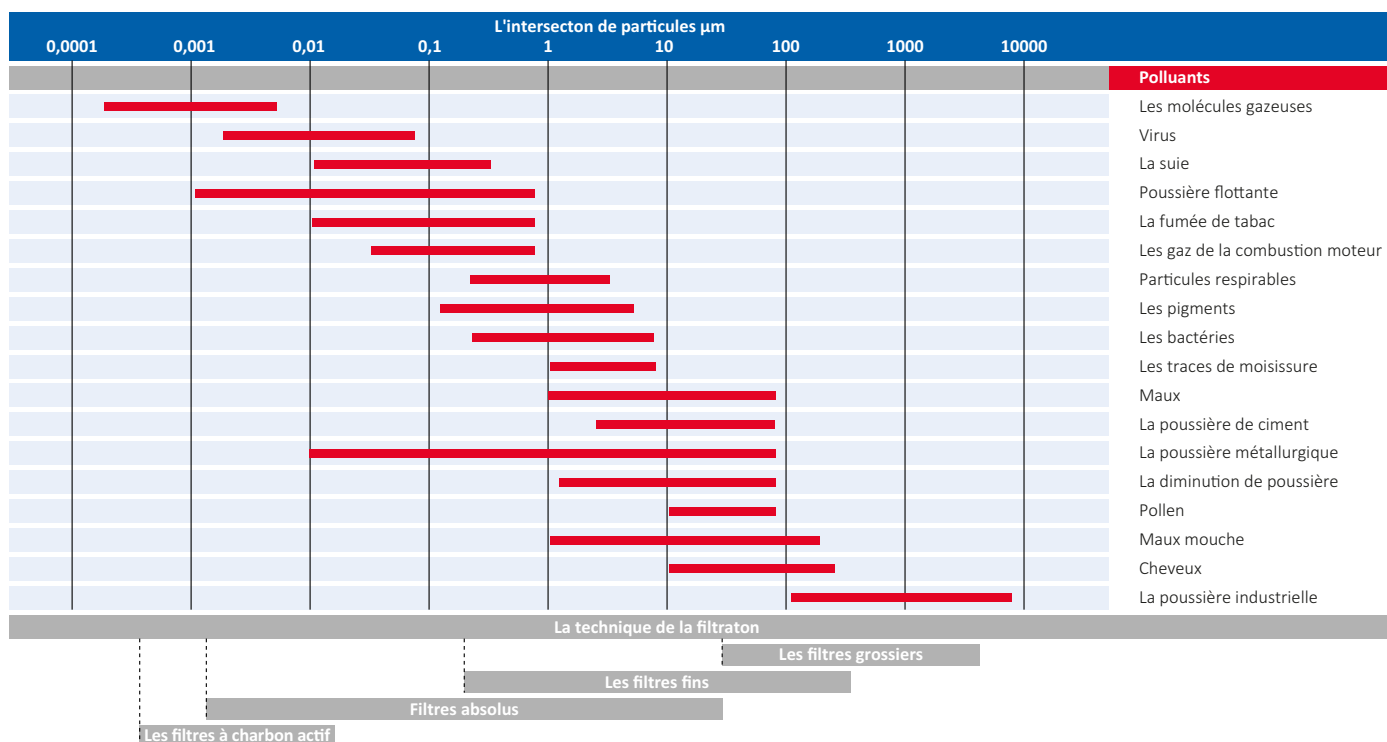 L'intersecton de particules µm
0,0001 0,001 0,01 0,1 1 10 100 1000 10000
Polluants
Les molécules gazeuses
Virus
La suie
Poussière flottante
La fumée de tabac
Les gaz de la combustion moteur
Particules respirables
Les pigments
Les bactéries
Les traces de moisissure
Maux
La poussière de ciment
La poussière métallurgique
La diminution de poussière
Pollen
Maux mouche
Cheveux
La poussière industrielle
La technique de la filtraton
Les filtres grossiers
Les filtres fins
Filtres absolus
Les filtres à charbon actif